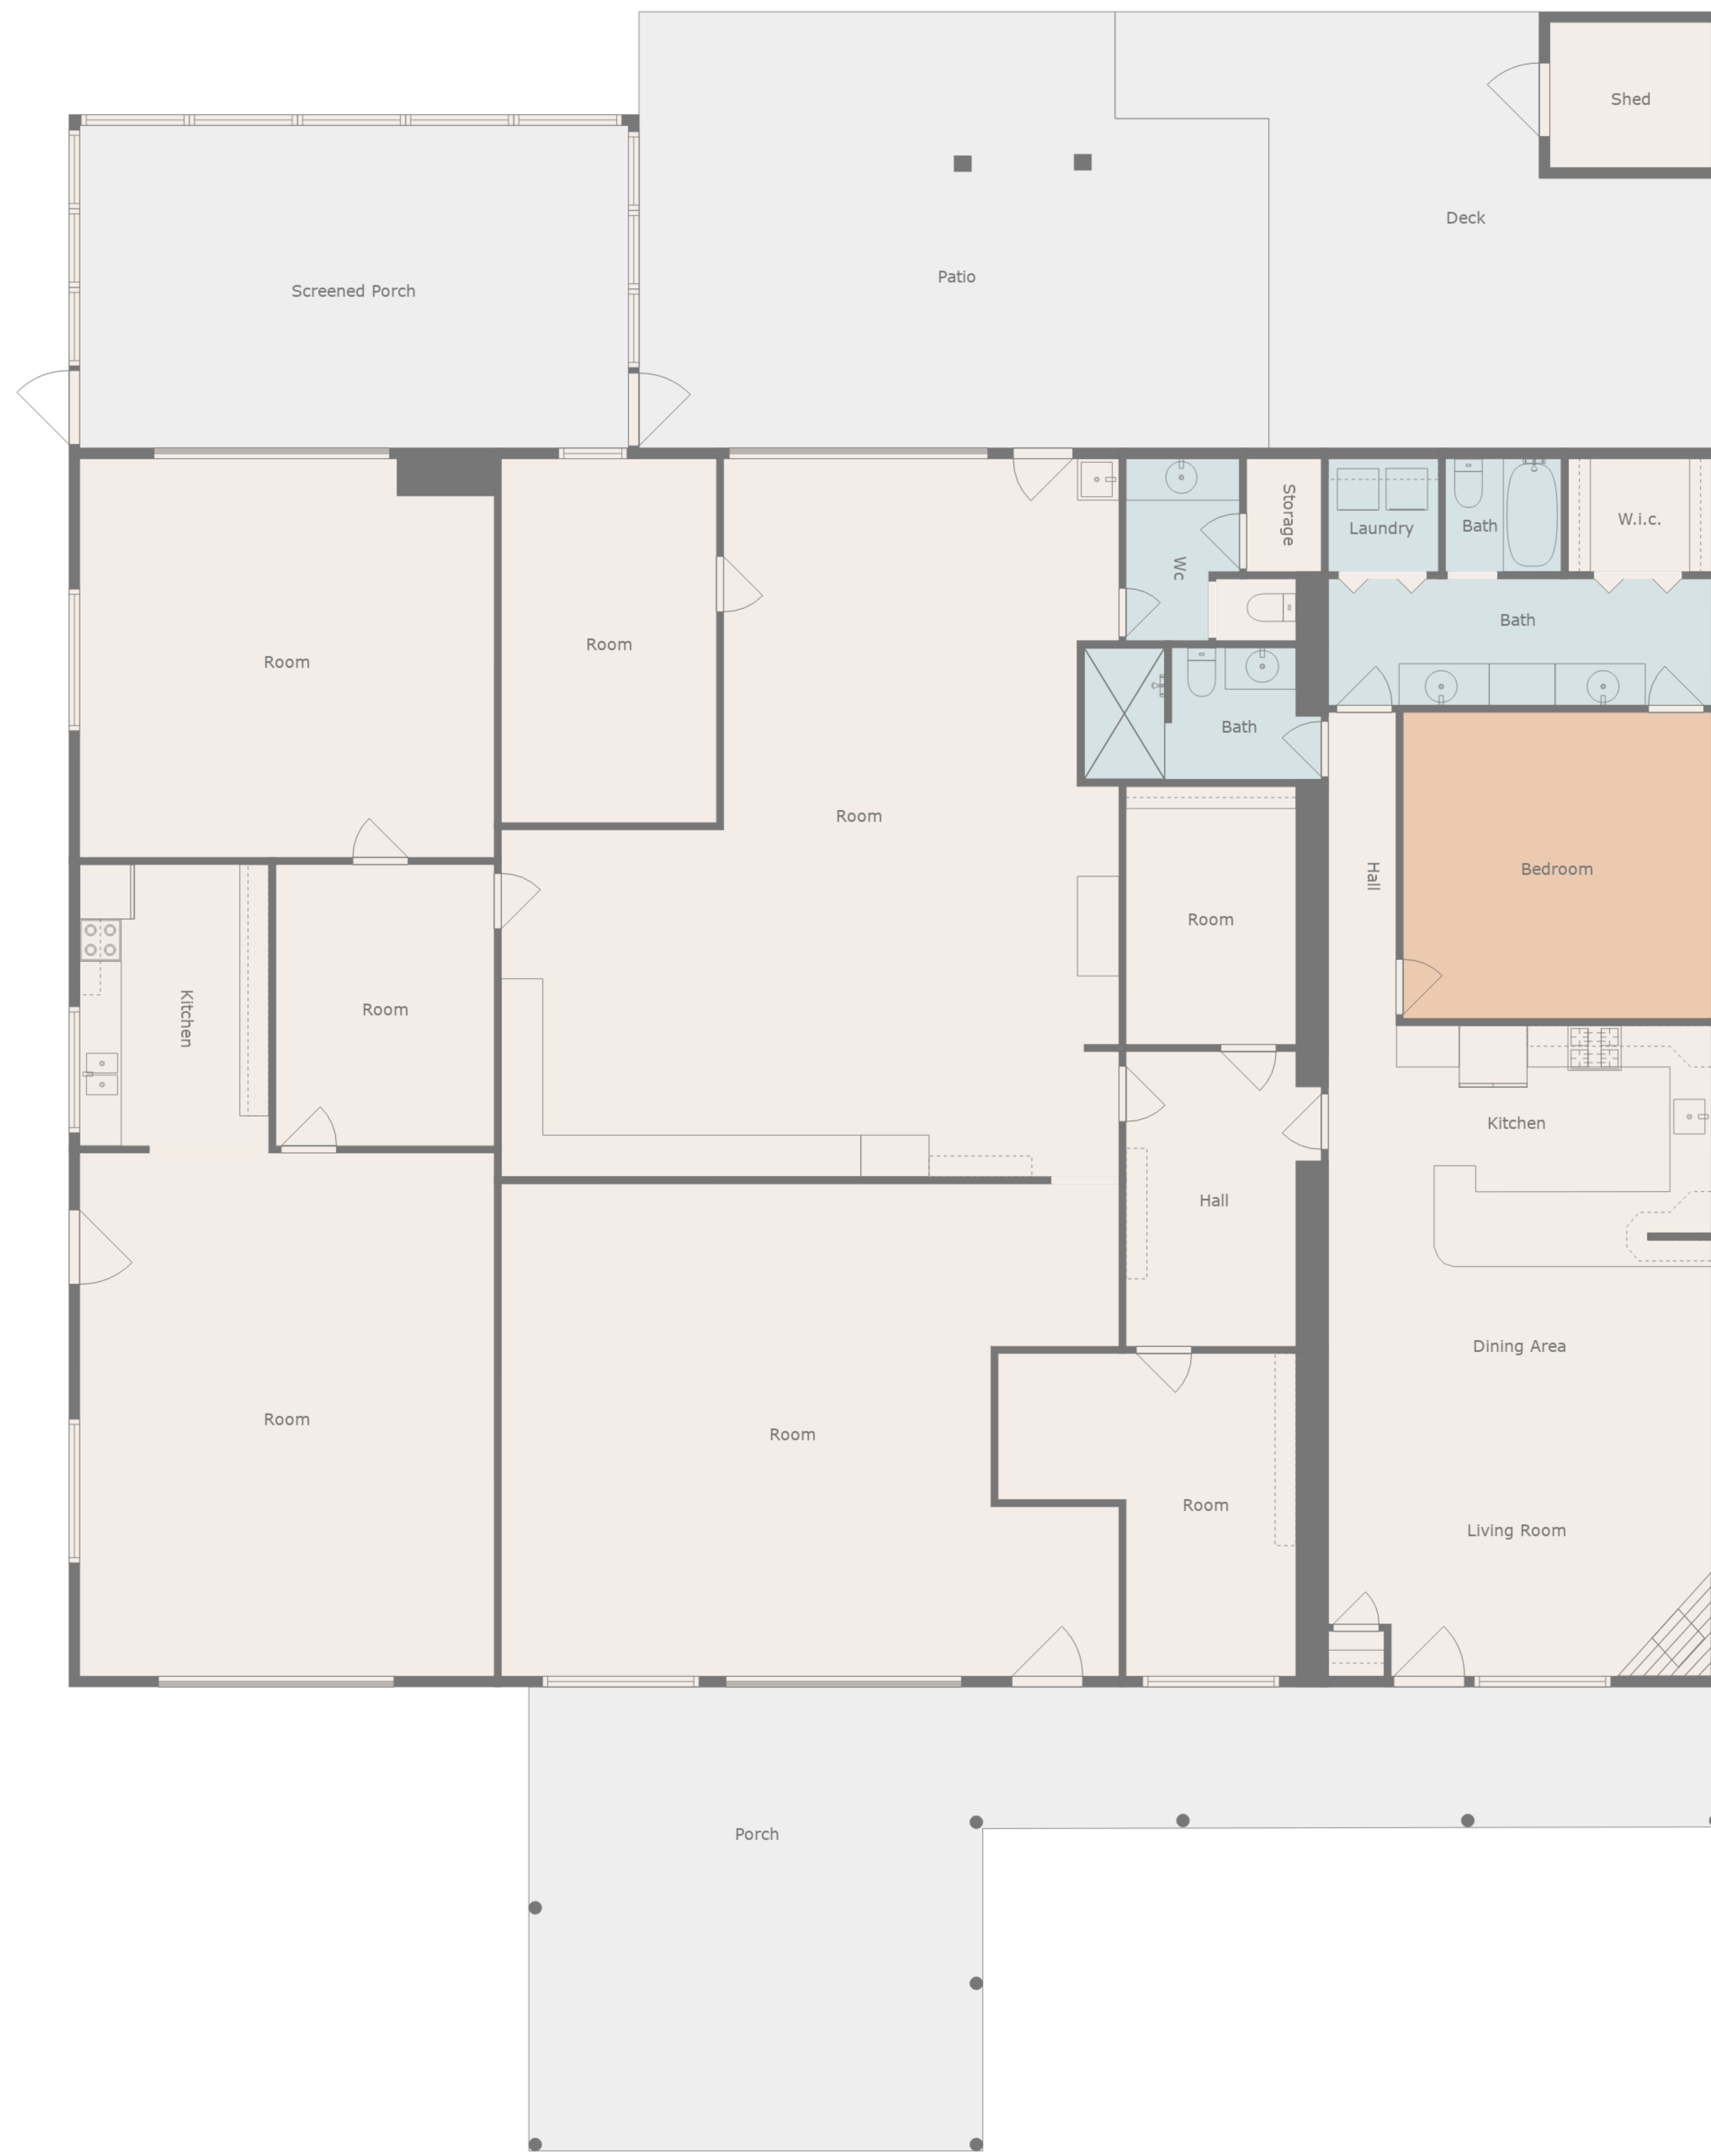 Shed
Deck
Patio
Screened Porch
Storage
Laundry
Bath
W.i.c.
Wc
Bath
Room
Room
Bath
Room
Hall
Bedroom
Room
Room
Kitchen
Kitchen
Hall
Dining Area
Room
Room
Room
Living Room
Porch